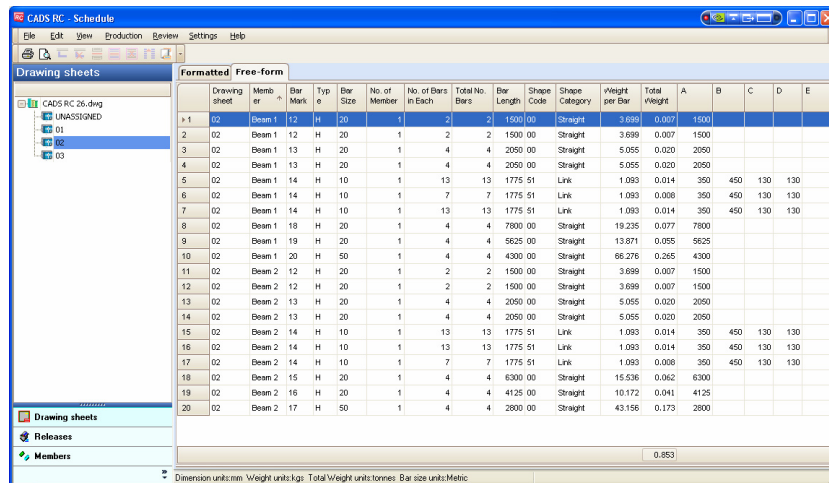 CADS RC - Schedule
File Edit View Production Review Settings Help
Drawing sheets
Formatted Free-form
CADS RC 26.dwg
UNASSIGNED
01
02
03
Drawing sheet Memb er Bar Mark Typ e Bar Size No. of Member No. of Bars in Each Total No. Bars Bar Length Shape Code Shape Category Weight per Bar Total Weight A B C D E
1 02 Beam 1 12 H 20 1 2 2 1500 00 Straight 3.699 0.007 1500
2 02 Beam 1 12 H 20 1 2 2 1500 00 Straight 3.699 0.007 1500
3 02 Beam 1 13 H 20 1 4 4 2050 00 Straight 5.055 0.020 2050
4 02 Beam 1 13 H 20 1 4 4 2050 00 Straight 5.055 0.020 2050
5 02 Beam 1 14 H 10 1 13 13 1775 51 Link 1.093 0.014 350 450 130 130
6 02 Beam 1 14 H 10 1 7 7 1775 51 Link 1.093 0.008 350 450 130 130
7 02 Beam 1 14 H 10 1 13 13 1775 51 Link 1.093 0.014 350 450 130 130
8 02 Beam 1 18 H 20 1 4 4 7800 00 Straight 19.235 0.077 7800
9 02 Beam 1 19 H 20 1 4 4 5625 00 Straight 13.871 0.055 5625
10 02 Beam 1 20 H 50 1 4 4 4300 00 Straight 66.276 0.265 4300
11 02 Beam 2 12 H 20 1 2 2 1500 00 Straight 3.699 0.007 1500
12 02 Beam 2 12 H 20 1 2 2 1500 00 Straight 3.699 0.007 1500
13 02 Beam 2 13 H 20 1 4 4 2050 00 Straight 5.055 0.020 2050
14 02 Beam 2 13 H 20 1 4 4 2050 00 Straight 5.055 0.020 2050
15 02 Beam 2 14 H 10 1 13 13 1775 51 Link 1.093 0.014 350 450 130 130
16 02 Beam 2 14 H 10 1 13 13 1775 51 Link 1.093 0.014 350 450 130 130
17 02 Beam 2 14 H 10 1 7 7 1775 51 Link 1.093 0.008 350 450 130 130
18 02 Beam 2 15 H 20 1 4 4 6300 00 Straight 15.536 0.062 6300
19 02 Beam 2 16 H 20 1 4 4 4125 00 Straight 10.172 0.041 4125
20 02 Beam 2 17 H 50 1 4 4 2800 00 Straight 43.156 0.173 2800
0.853
Drawing sheets
Releases
Members
Dimension units:mm Weight units:kgs Total Weight units:tonnes Bar size units:Metric